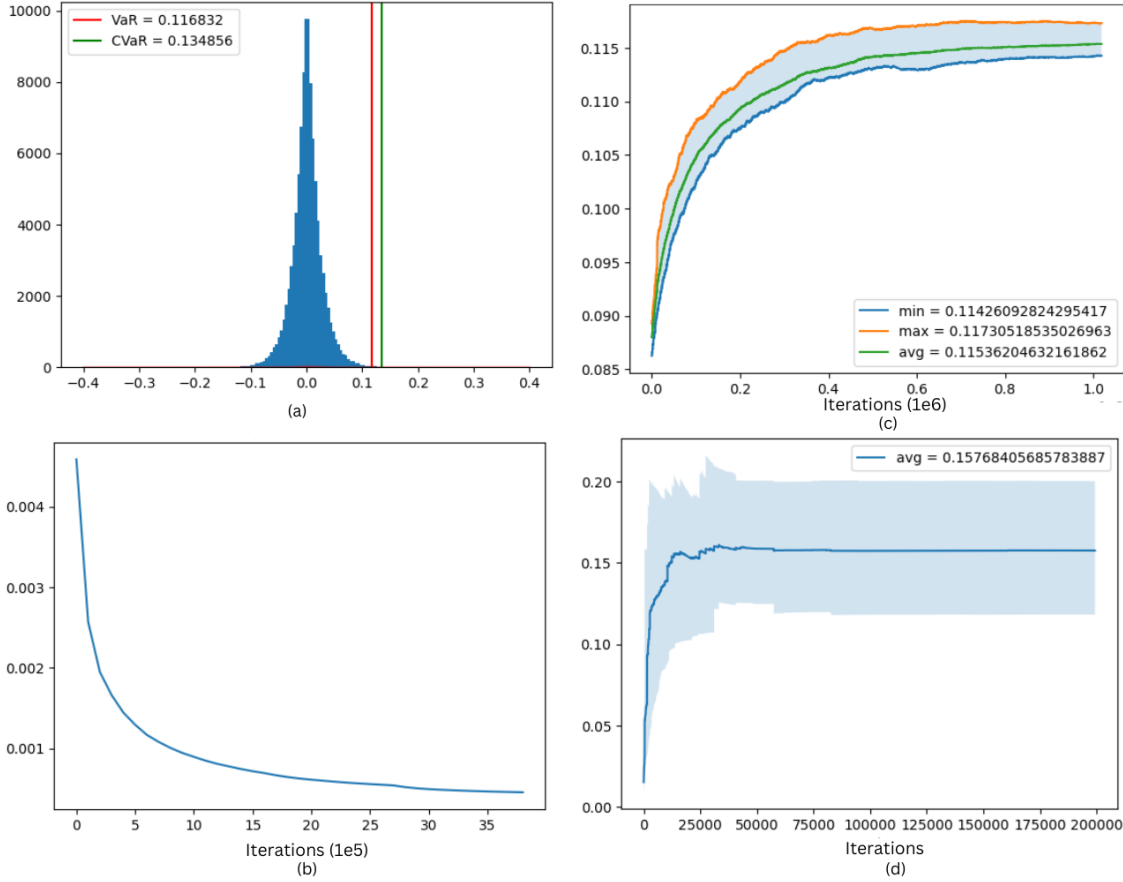 VaR = 0.116832
CVaR = 0.134856
10000
8000
6000
4000
2000
0
−0.4 −0.3 −0.2 −0.1 0.0 0.1 0.2 0.3 0.4
(a)
0.115
0.110
0.105
0.100
0.095
0.090
0.085
min = 0.11426092824295417
max = 0.11730518535026963
avg = 0.11536204632161862
0.0 0.2 0.4 0.6 0.8 1.0
Iterations (1e6)
(c)
0.004
0.003
0.002
0.001
0 5 10 15 20 25 30 35
Iterations (1e5)
(b)
avg = 0.15768405685783887
0.20
0.15
0.10
0.05
0.00
0 25000 50000 75000 100000 125000 150000 175000 200000
Iterations
(d)